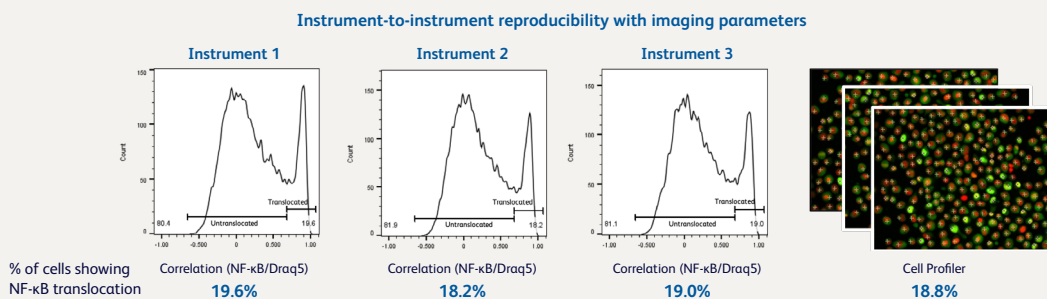 Instrument-to-instrument reproducibility with imaging parameters
Instrument 1
Instrument 2
Instrument 3
150
100
50
0
Count
-1.00
-0.500
0
0.500
1.00
Translocated
Untranslocated
80.4
19.6
150
100
50
0
Count
-1.00
-0.500
0
0.500
1.00
Translocated
Untranslocated
81.9
18.2
150
100
50
0
Count
-1.00
-0.500
0
0.500
1.00
Translocated
Untranslocated
81.1
19.0
% of cells showing
NF-κB translocation
Correlation (NF-κB/Draq5)
19.6%
Correlation (NF-κB/Draq5)
18.2%
Correlation (NF-κB/Draq5)
19.0%
Cell Profiler
18.8%